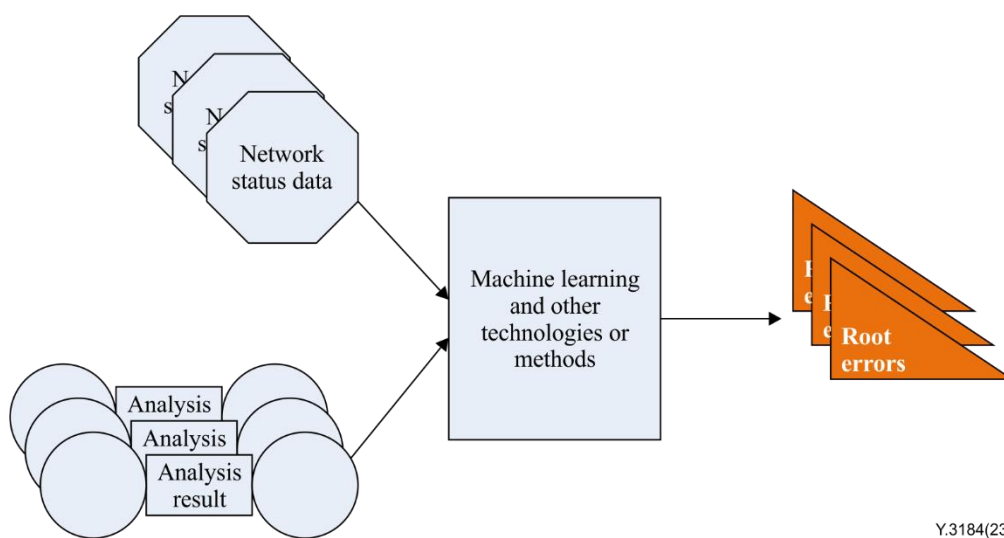 N
s
N
s
Network
status data
Machine learning
and other
technologies or
methods
R
e
R
e
Root
errors
Analysis
Analysis
Analysis
result
Y.3184(23